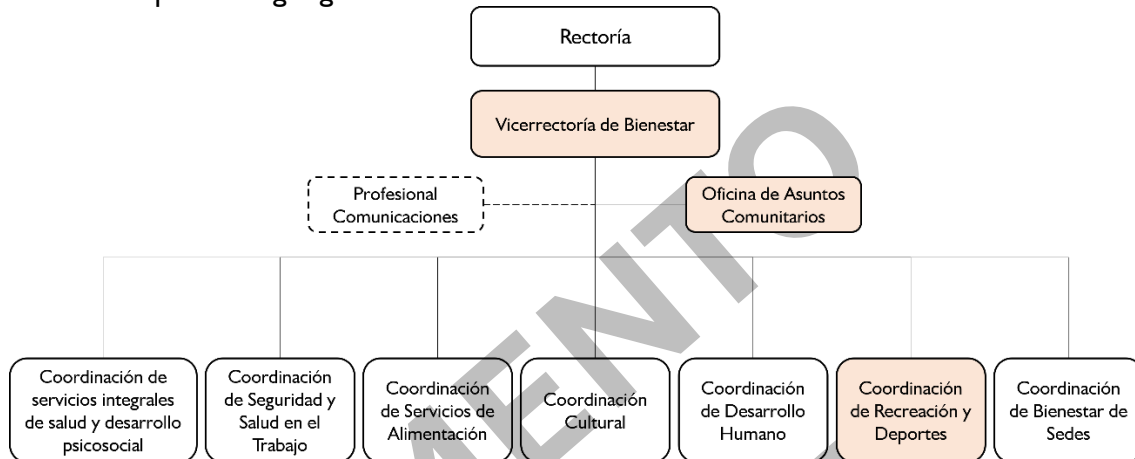 Rectoría
Vicerrectoría de Bienestar
Profesional
Comunicaciones
Oficina de Asuntos
Comunitarios
Coordinación de
servicios integrales
de salud y desarrollo
psicosocial
Coordinación
de Seguridad y
Salud en el
Trabajo
Coordinación
de Servicios de
Alimentación
Coordinación
Cultural
Coordinación
de Desarrollo
Humano
Coordinación
de Recreación y
Deportes
Coordinación
de Bienestar de
Sedes